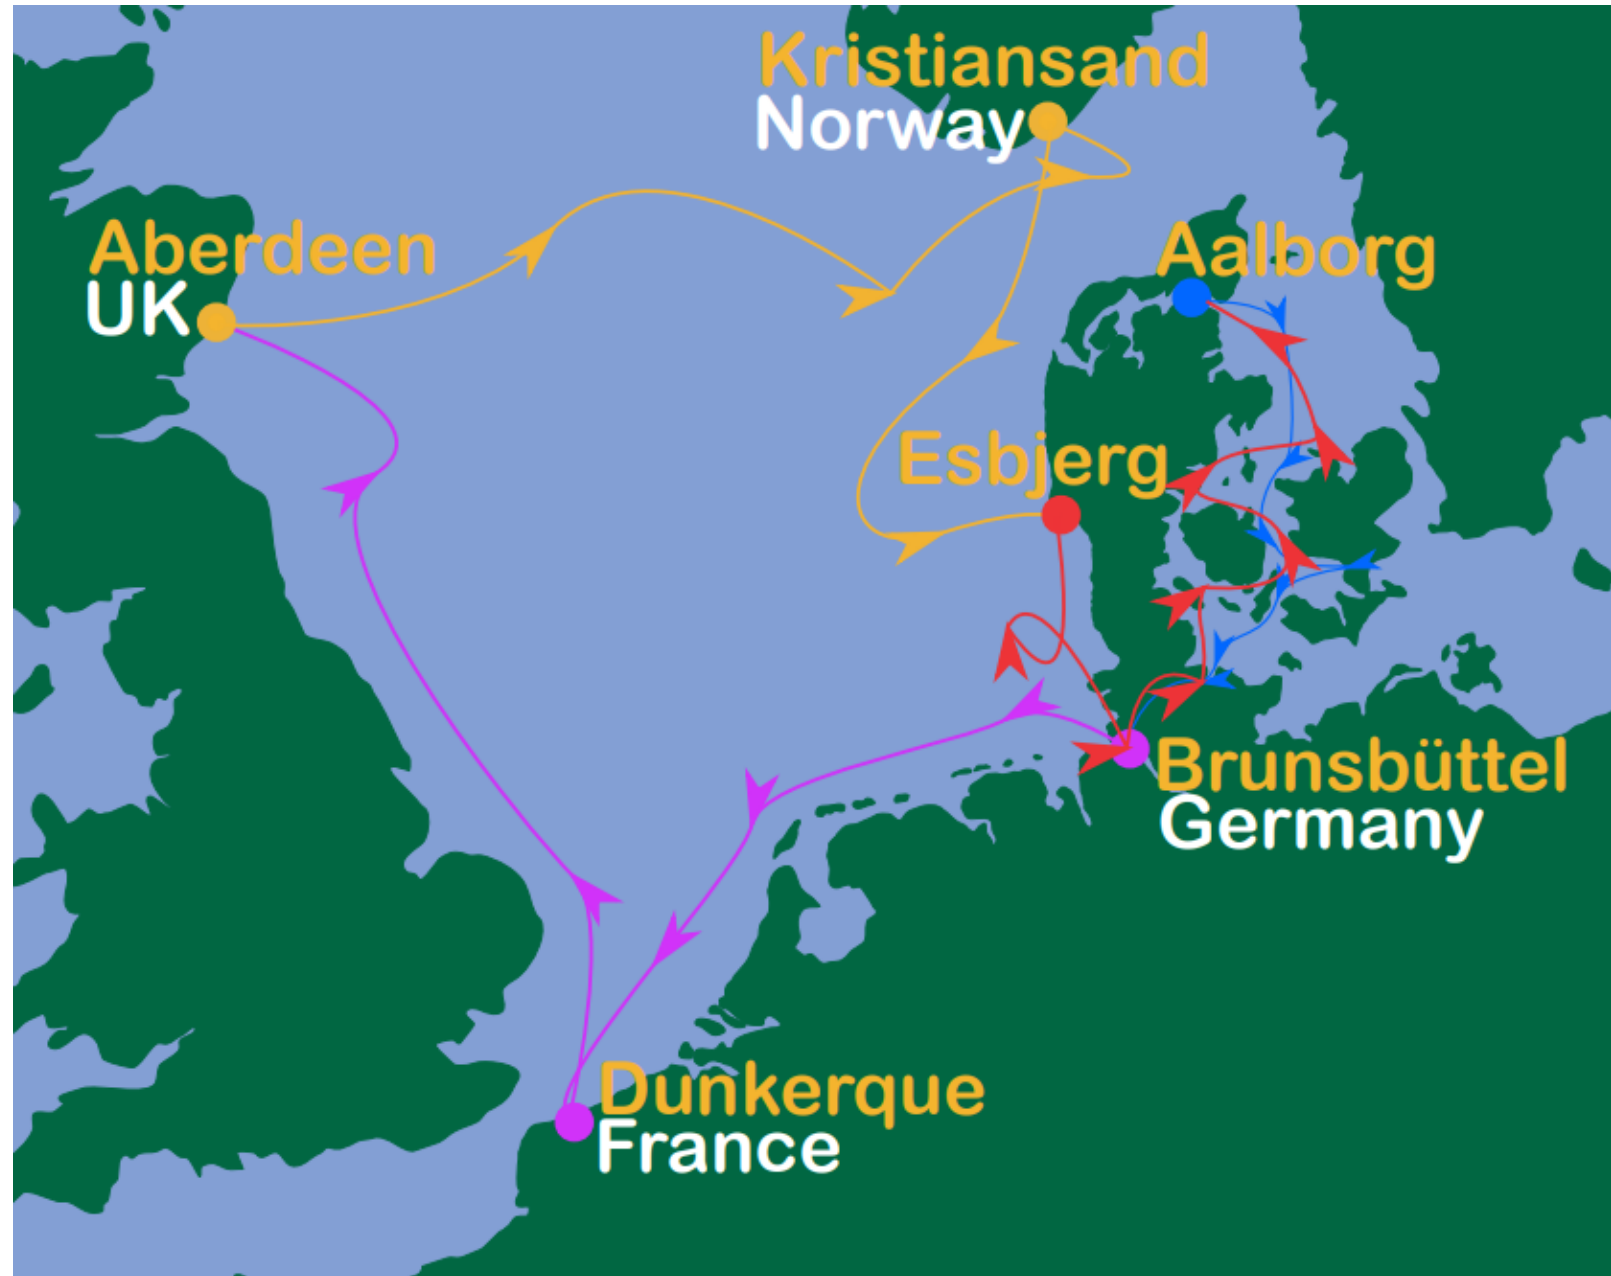 Kristiansand
Norway
Aberdeen
UK
Aalborg
Esbjerg
Brunsbüttel
Germany
Dunkerque
France